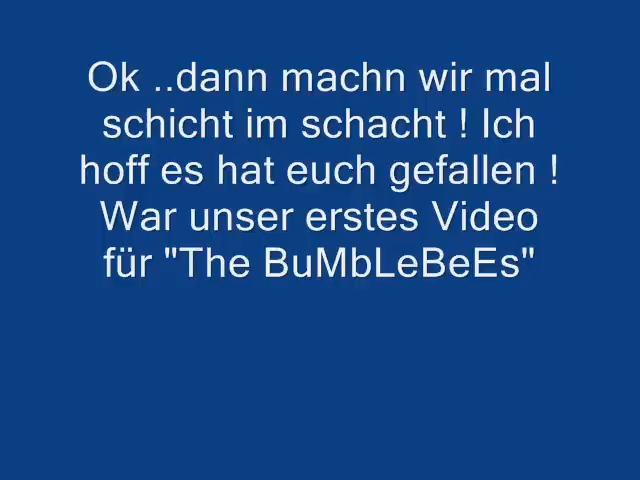 Ok ..dann machn wir mal
schicht im schacht ! Ich
hoff es hat euch gefallen !
War unser erstes Video
für "The BuMbLeBeEs"